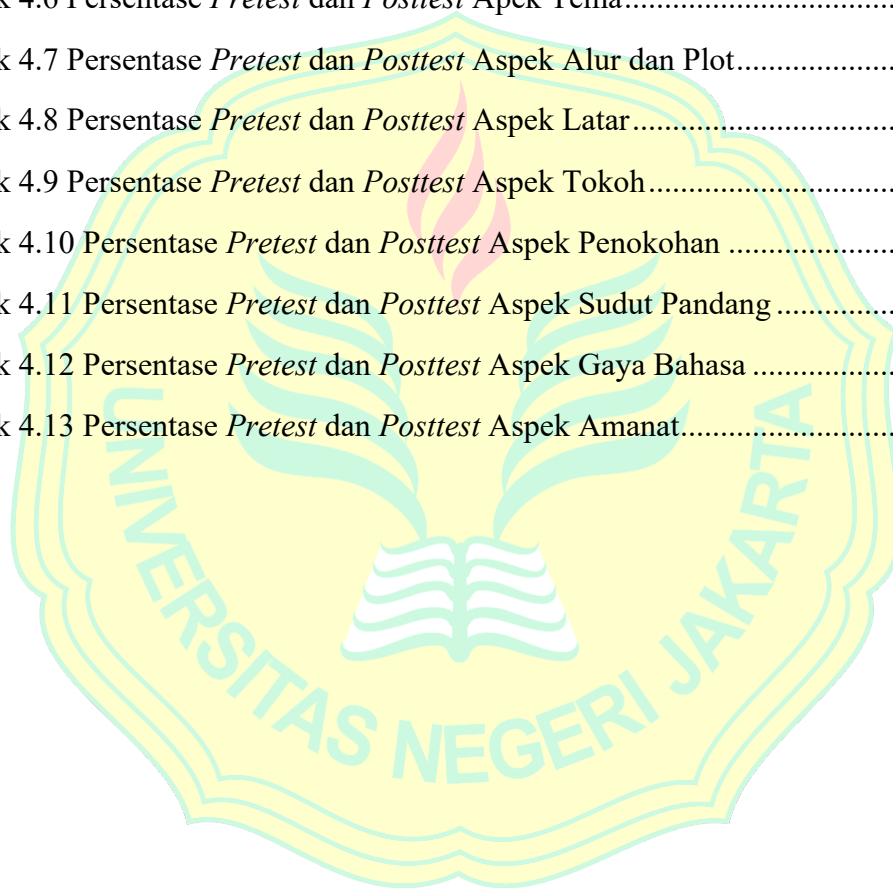 k 4.6 Persentase Pretest dan Posttest Apek Tema........................................
k 4.7 Persentase Pretest dan Posttest Aspek Alur dan Plot....................
k 4.8 Persentase Pretest dan Posttest Aspek Latar.................................
k 4.9 Persentase Pretest dan Posttest Aspek Tokoh...............................
k 4.10 Persentase Pretest dan Posttest Aspek Penokohan .....................
k 4.11 Persentase Pretest dan Posttest Aspek Sudut Pandang ...............
k 4.12 Persentase Pretest dan Posttest Aspek Gaya Bahasa ..................
k 4.13 Persentase Pretest dan Posttest Aspek Amanat...........................
UNIVERSITAS NEGERI JAKARTA